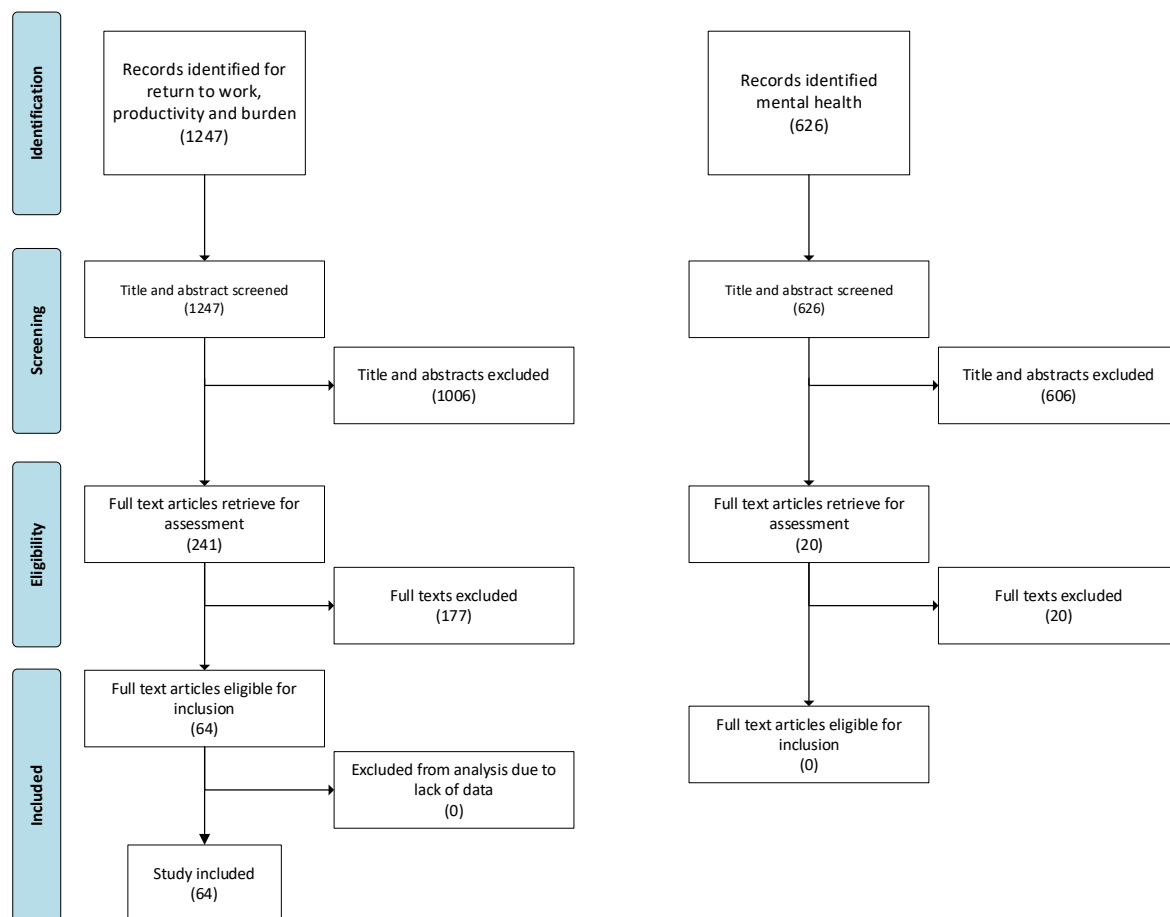 Identification
Records identified for
return to work,
productivity and burden
(1247)
Records identified
mental health
(626)
Screening
Title and abstract screened
(1247)
Title and abstract screened
(626)
Title and abstracts excluded
(1006)
Title and abstracts excluded
(606)
Eligibility
Full text articles retrieve for
assessment
(241)
Full text articles retrieve for
assessment
(20)
Full texts excluded
(177)
Full texts excluded
(20)
Included
Full text articles eligible for
inclusion
(64)
Full text articles eligible for
inclusion
(0)
Excluded from analysis due to
lack of data
(0)
Study included
(64)